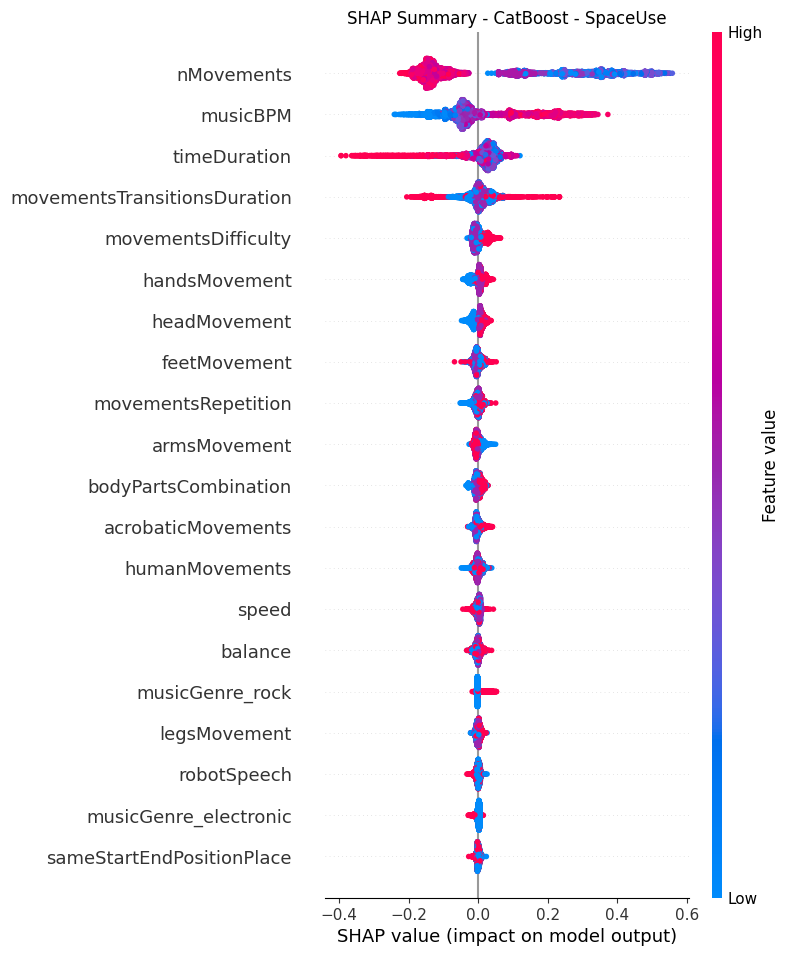 SHAP Summary - CatBoost - SpaceUse
High
nMovements
musicBPM
timeDuration
movementsTransitionsDuration
movementsDifficulty
handsMovement
headMovement
feetMovement
movementsRepetition
armsMovement
bodyPartsCombination
acrobaticMovements
humanMovements
speed
balance
musicGenre_rock
legsMovement
robotSpeech
musicGenre_electronic
sameStartEndPositionPlace
Feature value
Low
−0.4 −0.2 0.0 0.2 0.4 0.6
SHAP value (impact on model output)